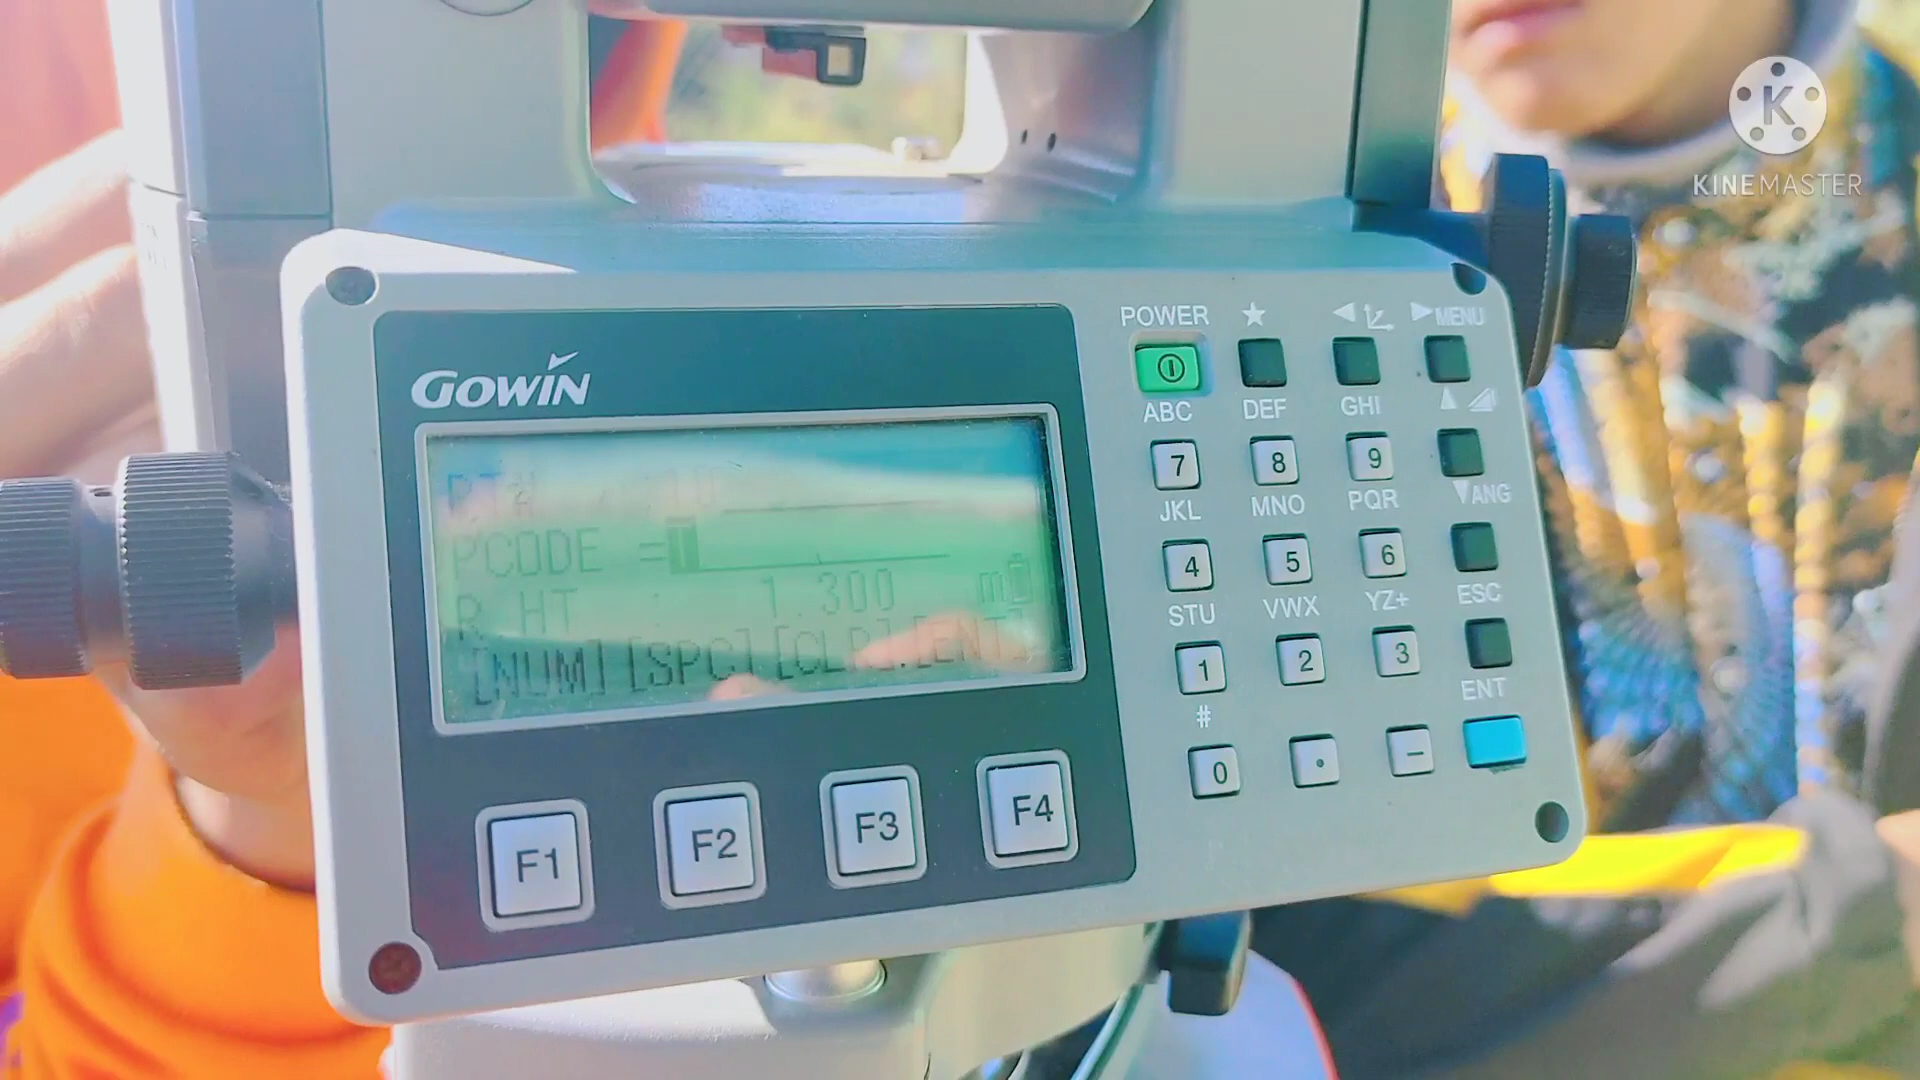 KINEMASTER
POWER ★ ◀ ▶ MENU
GOWIN
ABC DEF GHI ▲
7 8 9
JKL MNO PQR ▼ANG
PCODE =
4 5 6
R.HT : 1.300 m
STU VWX YZ+ ESC
[NUM] [SPC] [CLR] [ENT]
1 2 3
# ENT
0 . -
F1 F2 F3 F4